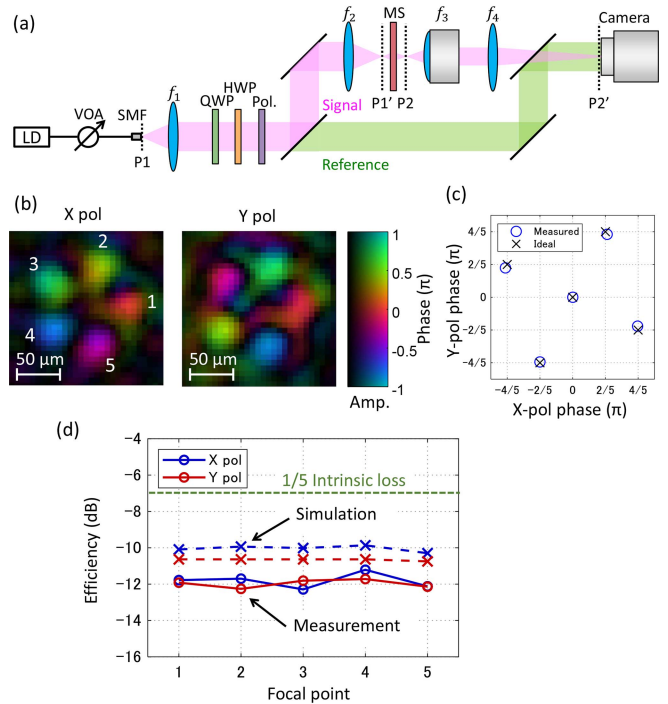 (a)
f2
MS
f3
f4
Camera
f1
VOA
SMF
QWP
HWP
Pol.
P1'
P2
Signal
P2'
LD
P1
Reference
(b)
X pol
Y pol
(c)
2
3
1
4
5
50 μm
50 μm
1
0.5
0
-0.5
-1
Phase (π)
Amp.
Measured
Ideal
4/5
2/5
0
-2/5
-4/5
Y-pol phase (π)
-4/5
-2/5
0
2/5
4/5
X-pol phase (π)
(d)
X pol
Y pol
1/5 Intrinsic loss
Simulation
Measurement
-4
-6
-8
-10
-12
-14
-16
Efficiency (dB)
1
2
3
4
5
Focal point